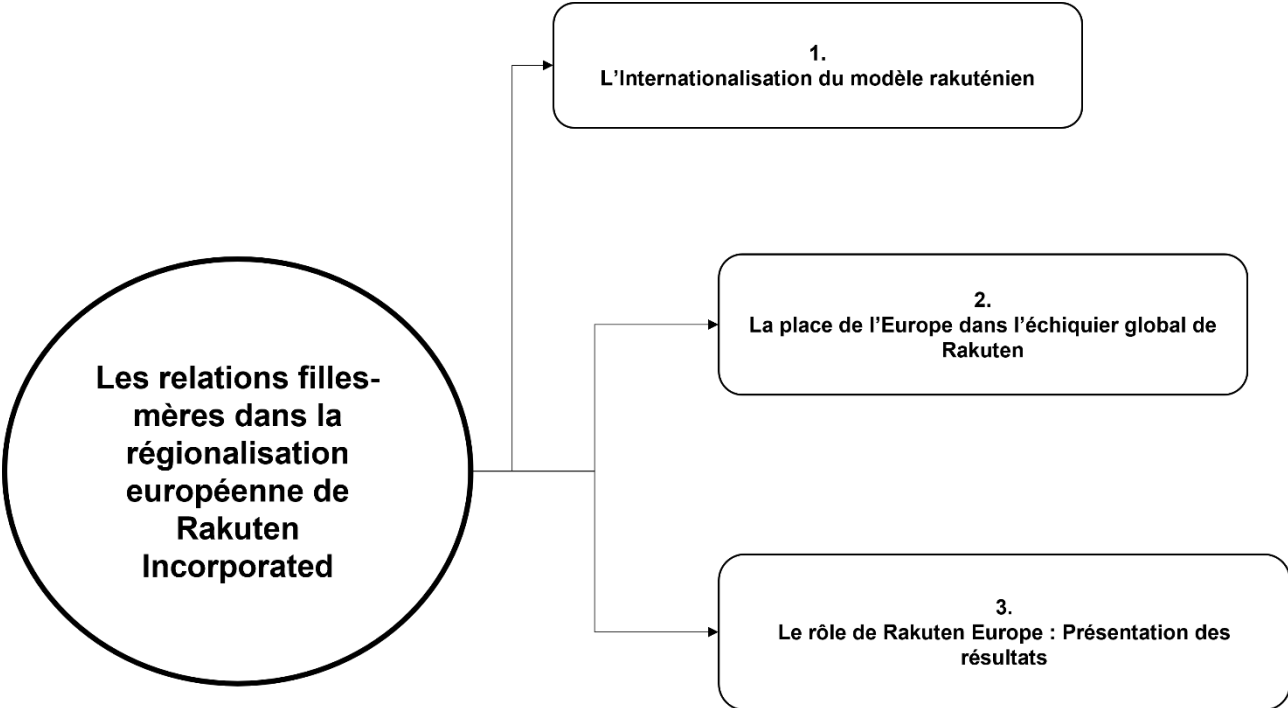 1.
L’Internationalisation du modèle rakuténien
2.
La place de l’Europe dans l’échiquier global de
Rakuten
Les relations filles-
mères dans la
régionalisation
européenne de
Rakuten
Incorporated
3.
Le rôle de Rakuten Europe : Présentation des
résultats